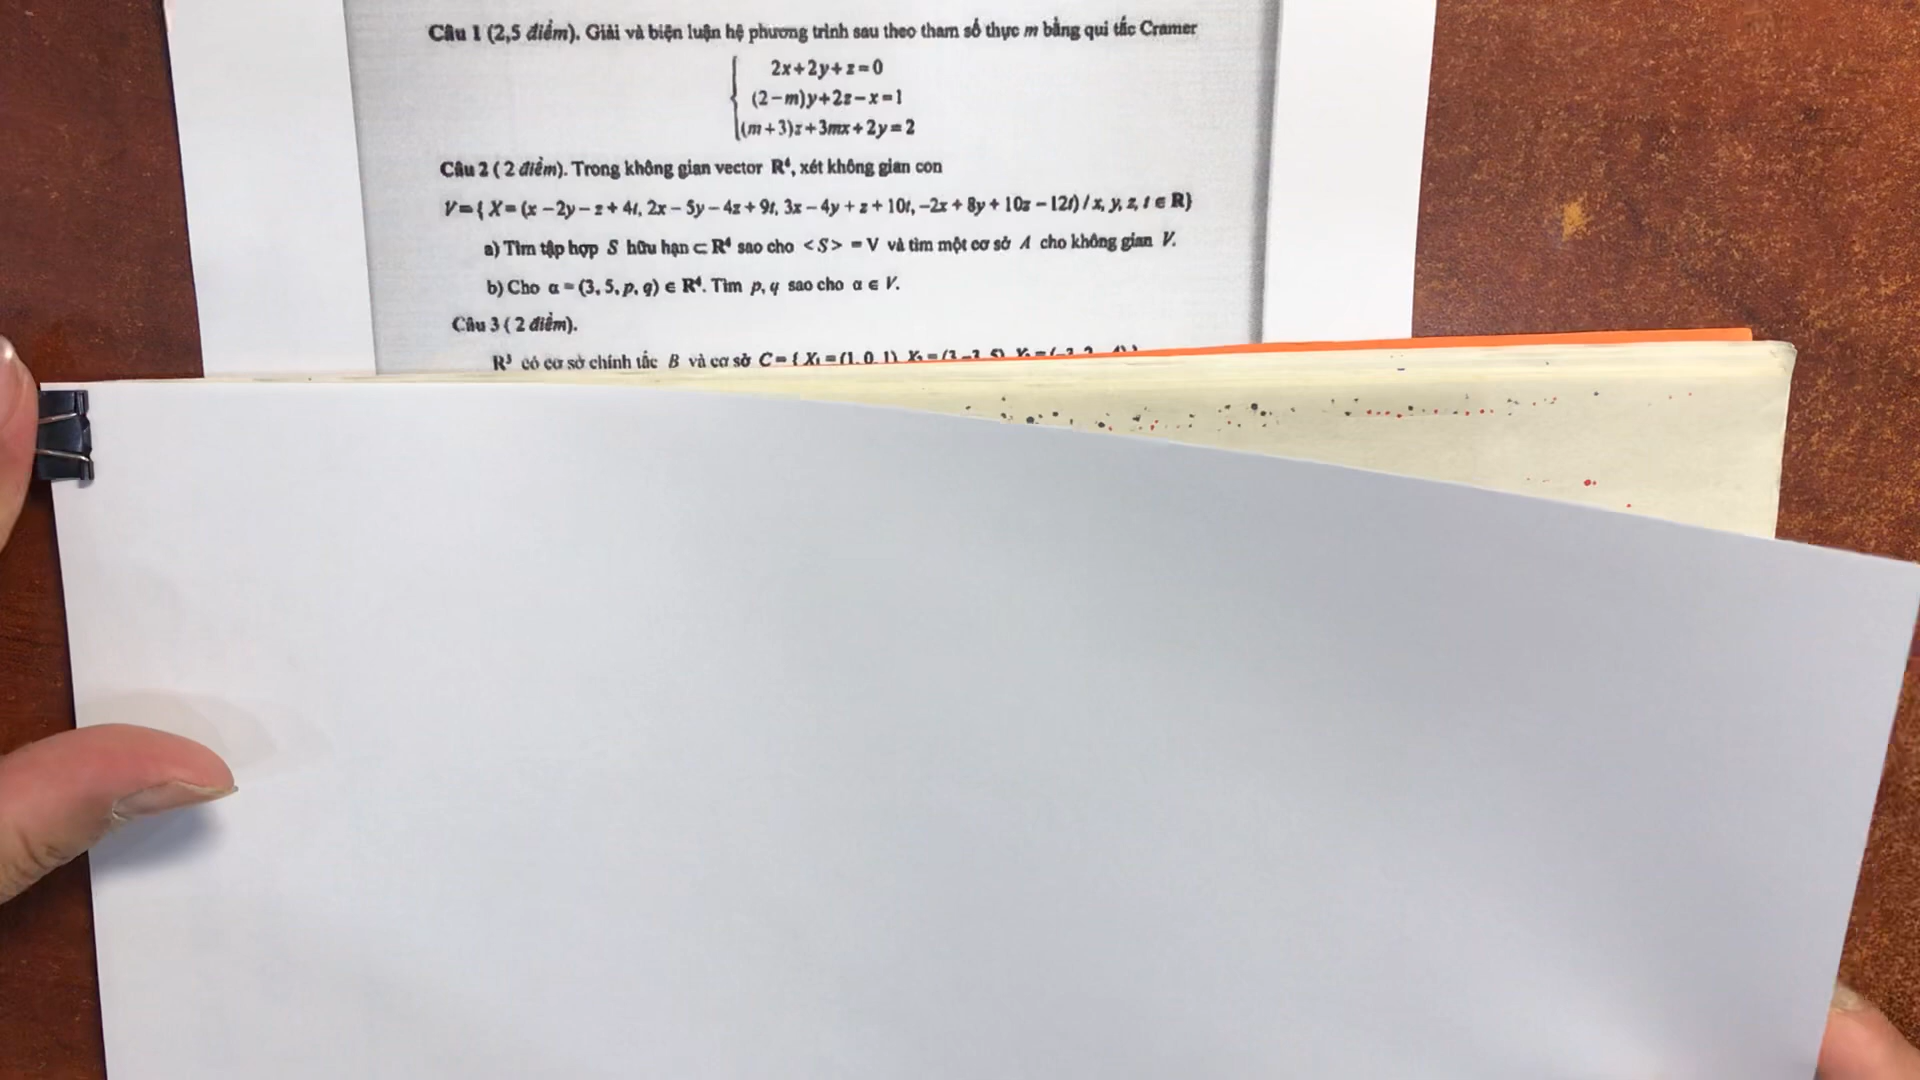 Câu 1 (2,5 điểm). Giải và biện luận hệ phương trình sau theo tham số thực m bằng qui tắc Cramer
2x+2y+z=0
(2-m)y+2z-x=1
(m+3)z+3mx+2y=2
Câu 2 ( 2 điểm). Trong không gian vector R⁴, xét không gian con
V={ X=(x-2y-z+4t, 2x-5y-4z+9t, 3x-4y+z+10t, -2x+8y+10z-12t) / x, y, z, t ∈ R}
a) Tìm tập hợp S hữu hạn ⊂ R⁴ sao cho <S> = V và tìm một cơ sở A cho không gian V.
b) Cho α = (3, 5, p, q) ∈ R⁴. Tìm p, q sao cho α ∈ V.
Câu 3 ( 2 điểm).
R³ có cơ sở chính tắc B và cơ sở C = { X₁ = (1, 0, 1)